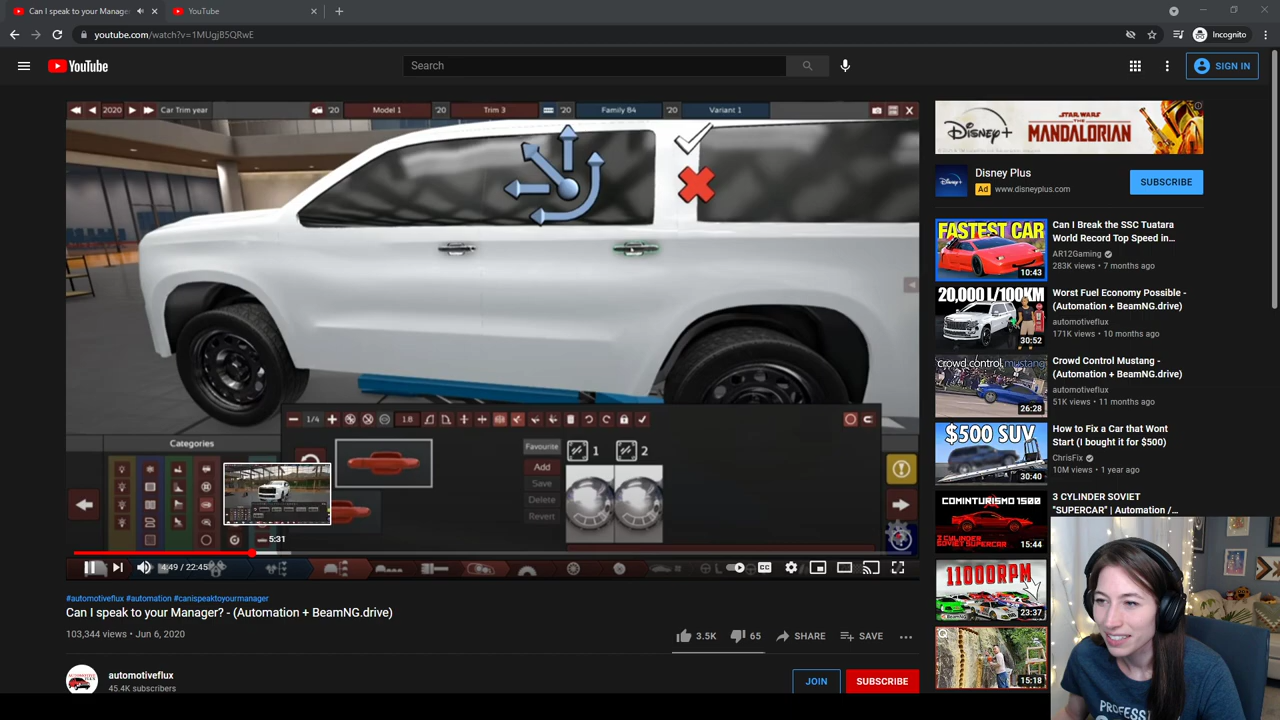 Can I speak to your Manage
YouTube
youtube.com/watch?v=1MUgj85QRwE
Incognito
YouTube
Search
SIGN IN
2020
Car Trim year
'20
Model 1
'20
Trim 3
'20
Family B4
'20
Variant 1
STAR WARS
THE
MANDALORIAN
Disney+
Disney+
Disney Plus
Ad www.disneyplus.com
SUBSCRIBE
FASTEST CAR
10:43
Can I Break the SSC Tuatara
World Record Top Speed in...
AR12Gaming
283K views • 7 months ago
20,000 L/100KM
30:52
Worst Fuel Economy Possible -
(Automation + BeamNG.drive)
automotiveflux
171K views • 10 months ago
crowd control mustang
26:28
Crowd Control Mustang -
(Automation + BeamNG.drive)
automotiveflux
51K views • 11 months ago
$500 SUV
30:40
How to Fix a Car that Wont
Start (I bought it for $500)
ChrisFix
10M views • 1 year ago
COMINTURISMO 1500
3 CYLINDER
SOVIET
15:44
3 CYLINDER SOVIET
"SUPERCAR" | Automation /...
11000RPM
23:37
15:18
1/4
1.8
Categories
Favourite
Add
Save
Delete
Revert
1
2
5:31
4:49 / 22:45
CC
#automotiveflux #automation #canispeaktoyourmanager
Can I speak to your Manager? - (Automation + BeamNG.drive)
103,344 views • Jun 6, 2020
3.5K
65
SHARE
SAVE
automotiveflux
45.4K subscribers
JOIN
SUBSCRIBE
PROFESS